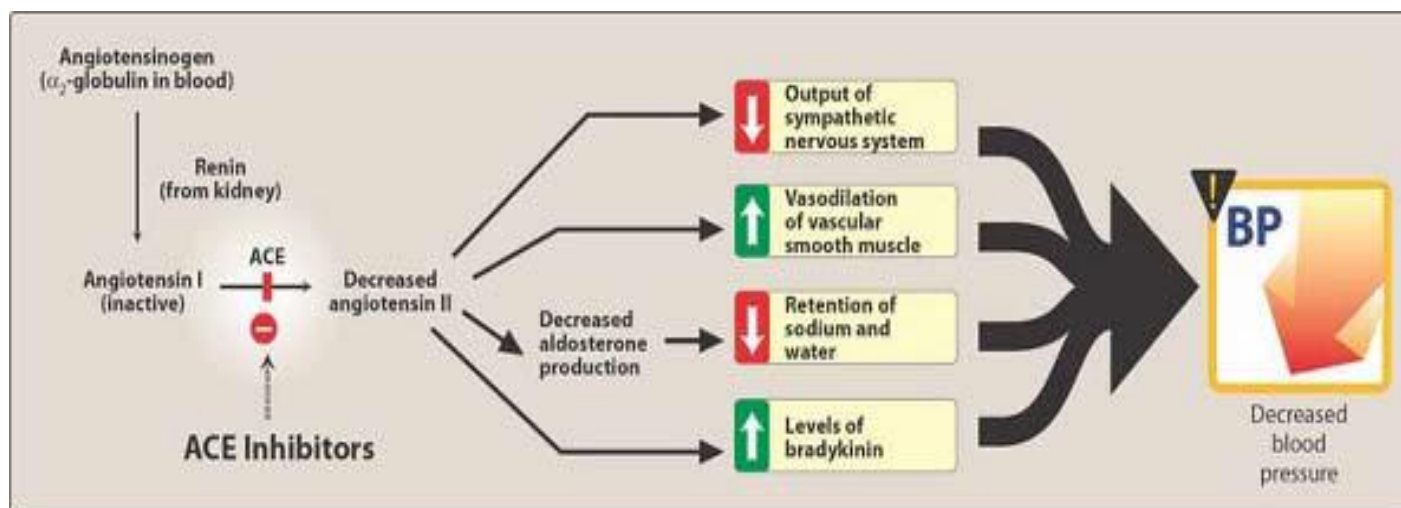 Angiotensinogen
(α₂-globulin in blood)
Renin
(from kidney)
Angiotensin I
(inactive)
ACE
Decreased
angiotensin II
ACE Inhibitors
Decreased
aldosterone
production
Output of
sympathetic
nervous system
Vasodilation
of vascular
smooth muscle
Retention of
sodium and
water
Levels of
bradykinin
!
BP
Decreased
blood
pressure